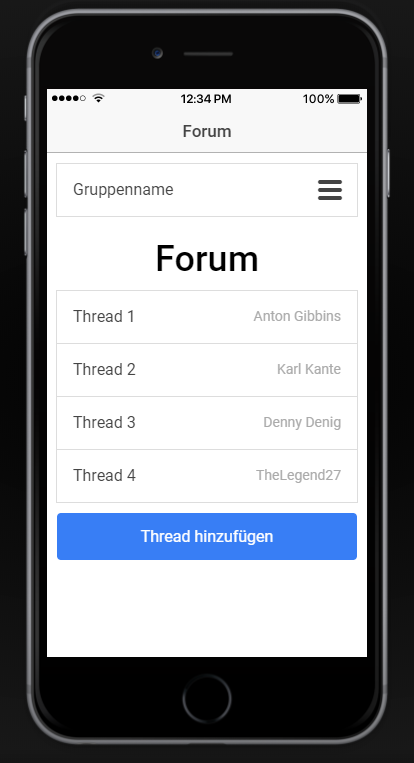 12:34 PM 100%
Forum
Gruppenname
Forum
Thread 1 Anton Gibbins
Thread 2 Karl Kante
Thread 3 Denny Denig
Thread 4 TheLegend27
Thread hinzufügen